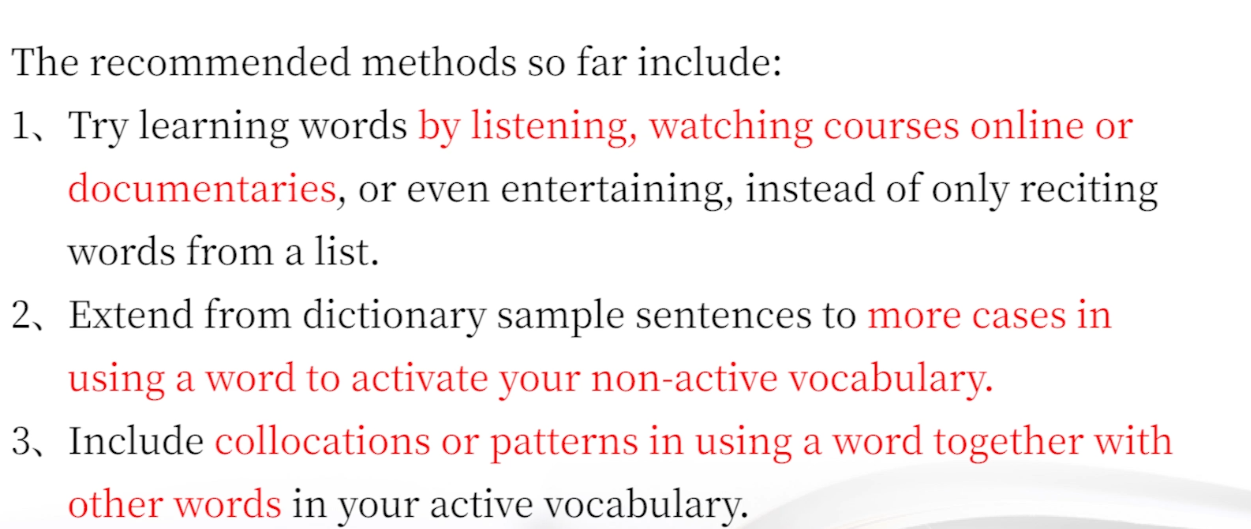 The recommended methods so far include:
1、Try learning words by listening, watching courses online or
documentaries, or even entertaining, instead of only reciting
words from a list.
2、Extend from dictionary sample sentences to more cases in
using a word to activate your non-active vocabulary.
3、Include collocations or patterns in using a word together with
other words in your active vocabulary.